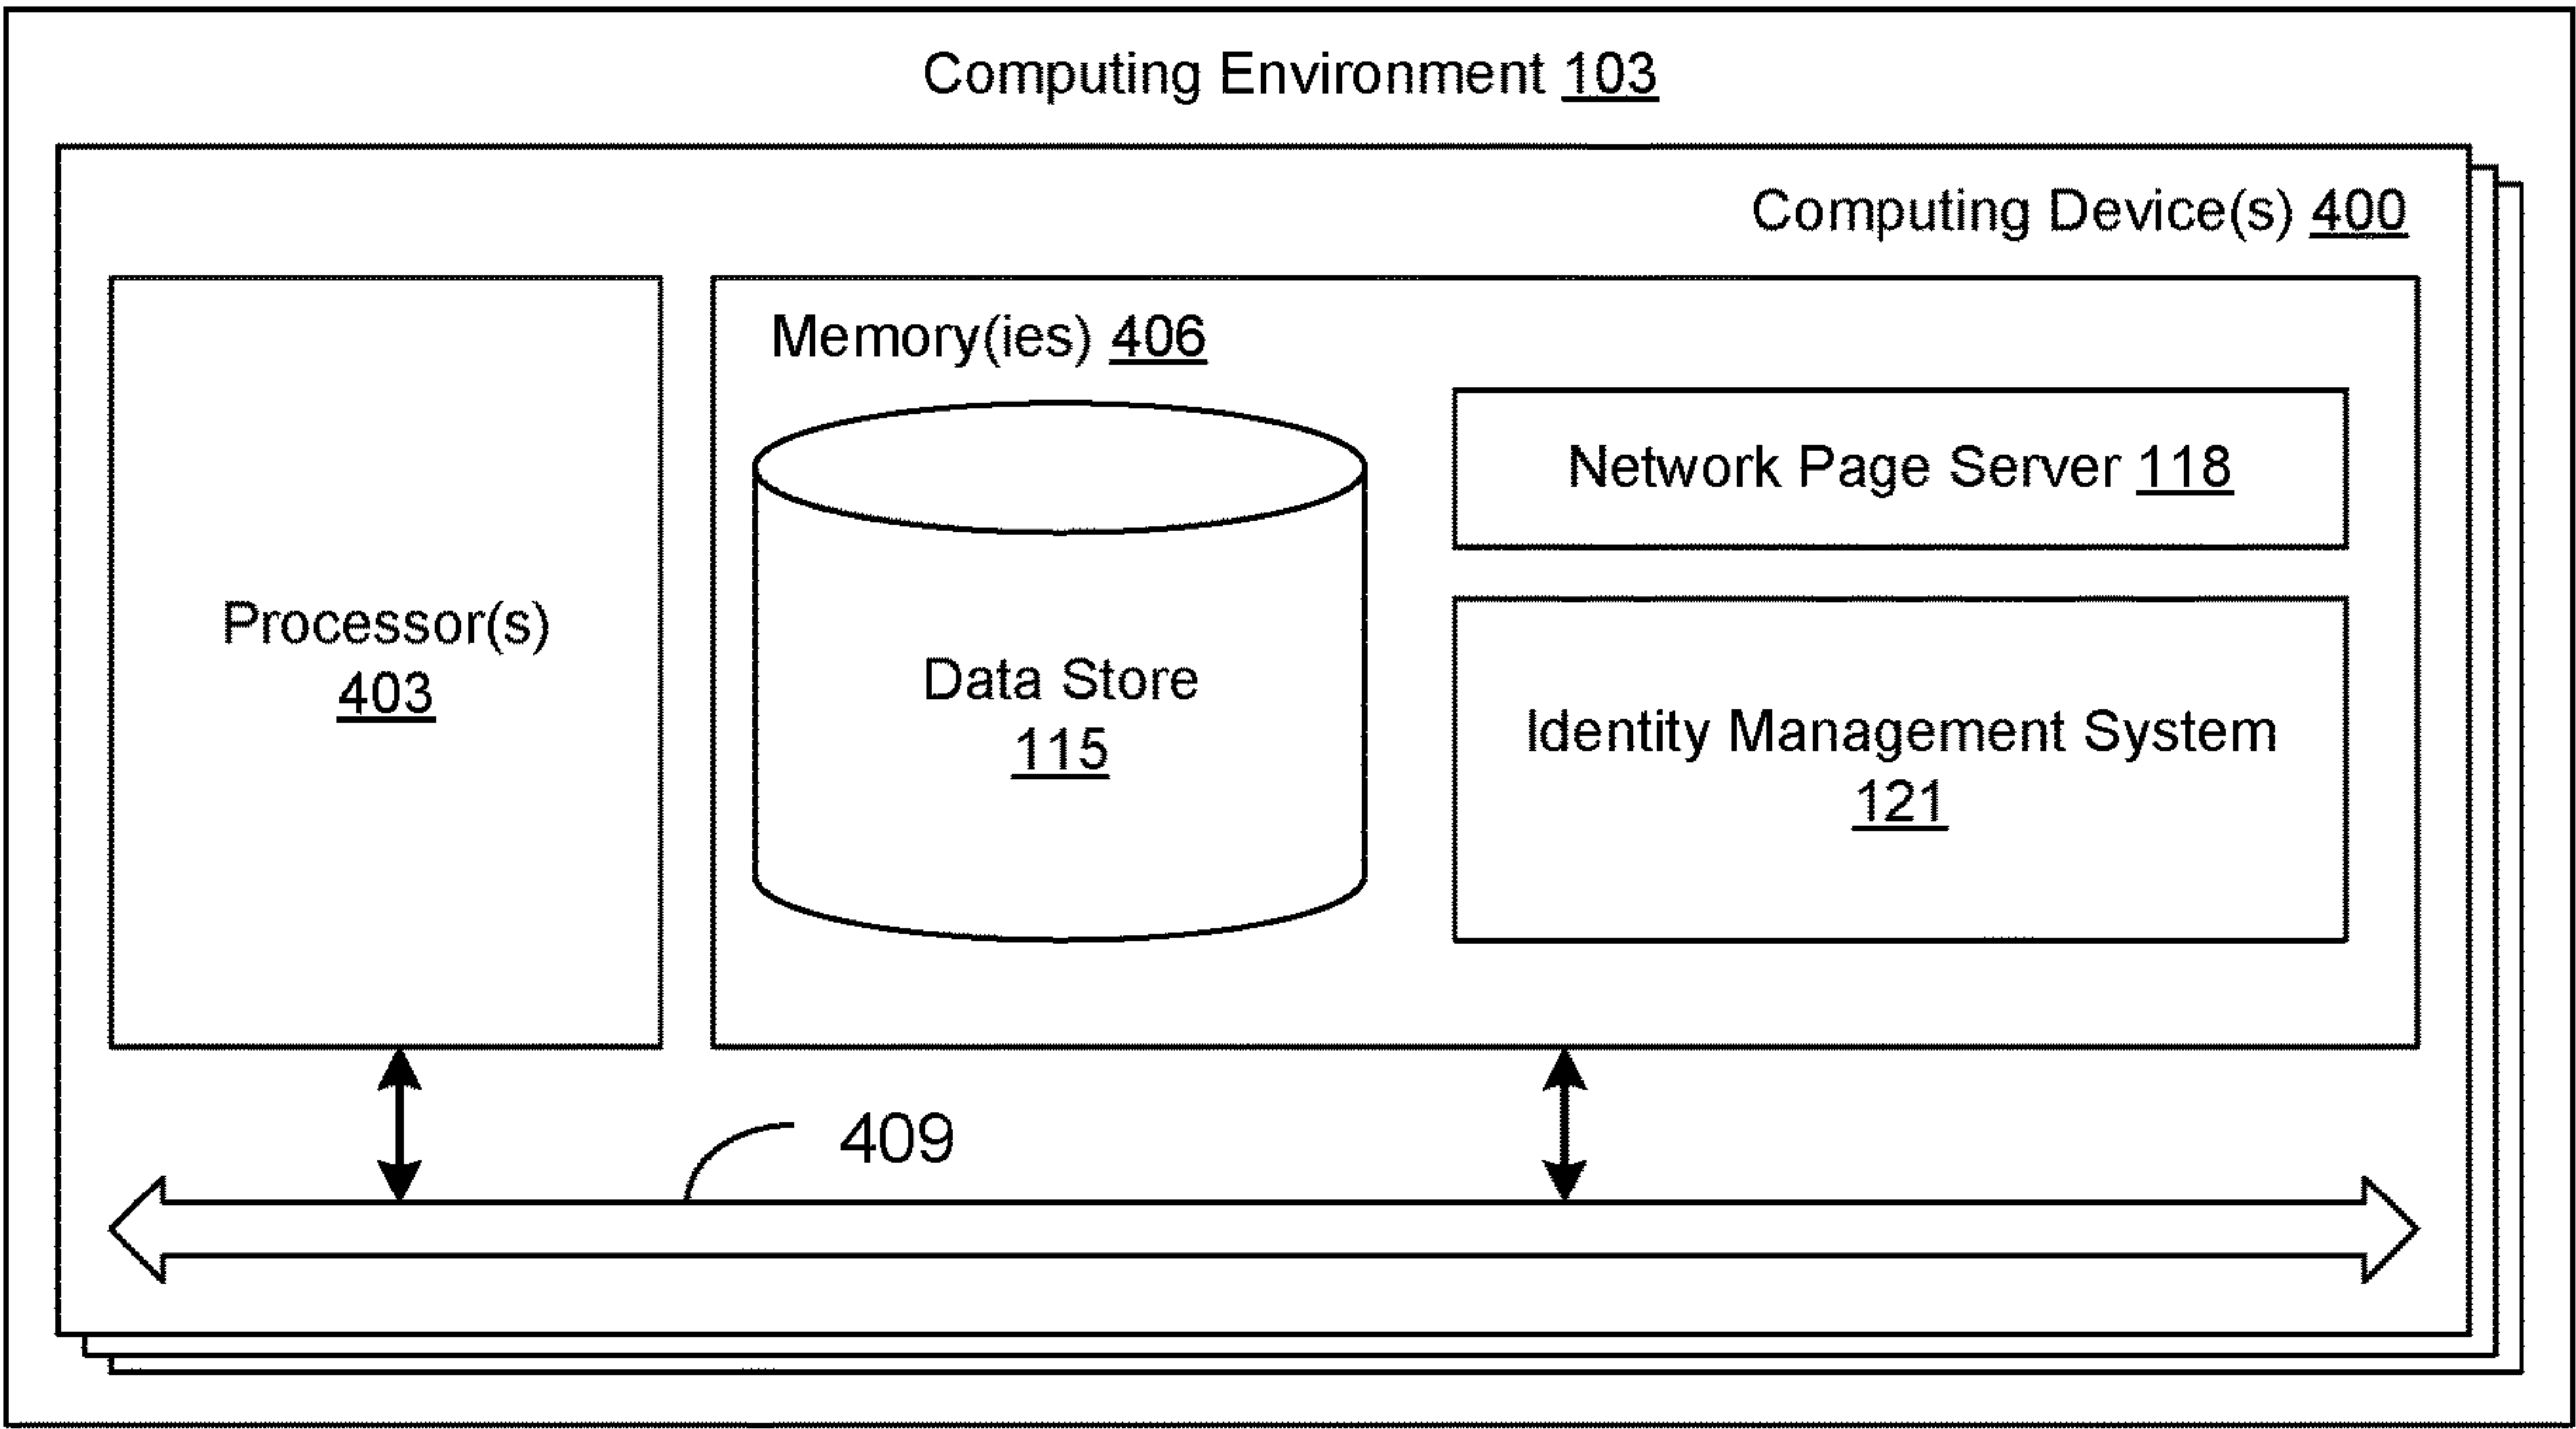 Computing Environment 103
Computing Device(s) 400
Memory(ies) 406
Network Page Server 118
Processor(s)
403
Data Store
115
Identity Management System
121
409